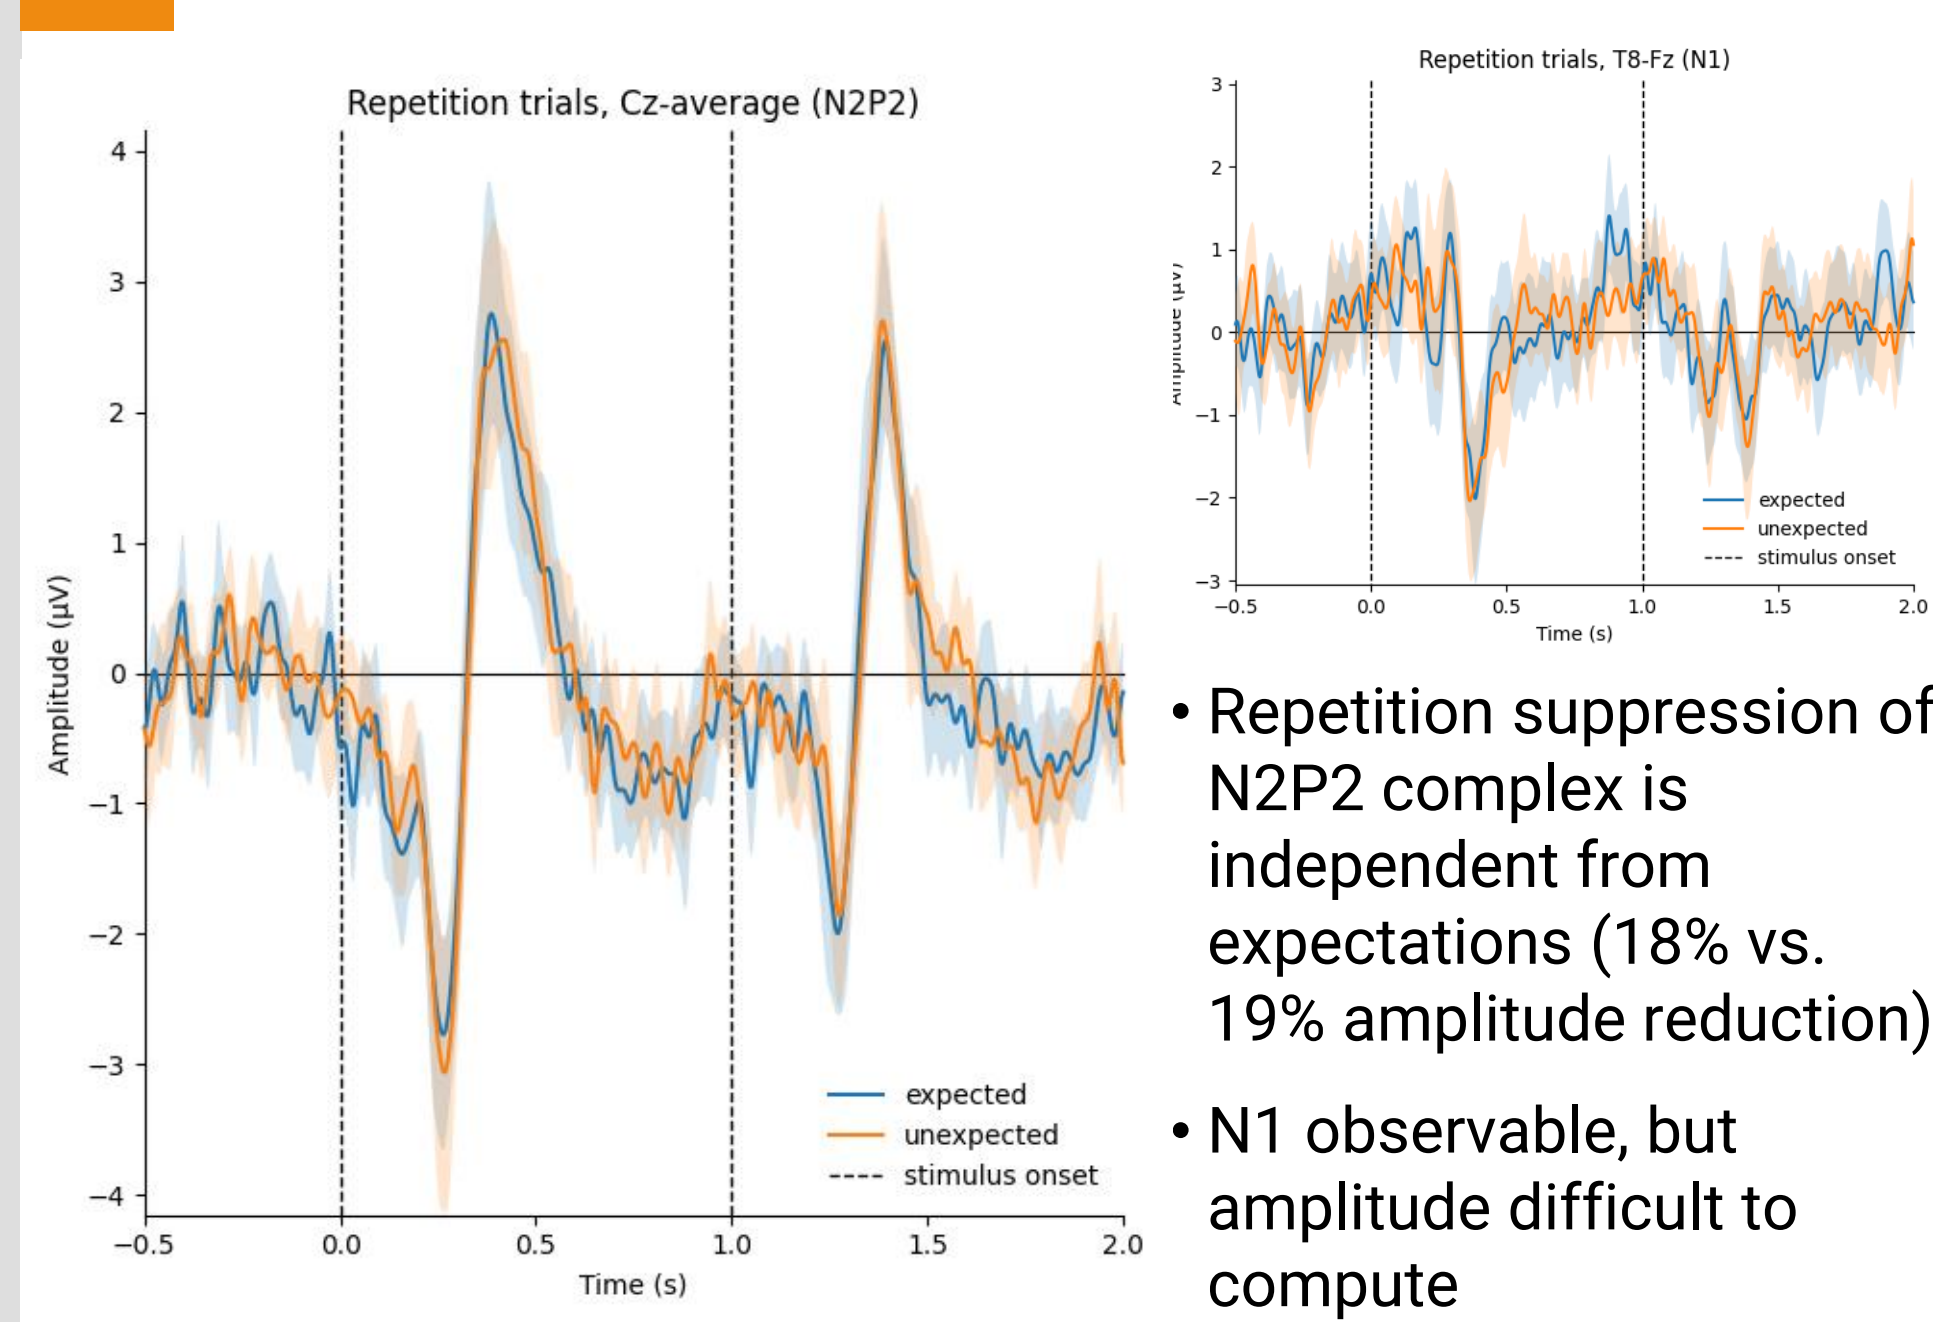 Repetition trials, Cz-average (N2P2)
4
3
2
1
0
−1
−2
−3
−4
Amplitude (µV)
expected
unexpected
stimulus onset
−0.5 0.0 0.5 1.0 1.5 2.0
Time (s)
Repetition trials, T8-Fz (N1)
3
2
1
0
−1
−2
−3
Amplitude (µV)
expected
unexpected
stimulus onset
−0.5 0.0 0.5 1.0 1.5 2.0
Time (s)
• Repetition suppression of
N2P2 complex is
independent from
expectations (18% vs.
19% amplitude reduction)
• N1 observable, but
amplitude difficult to
compute